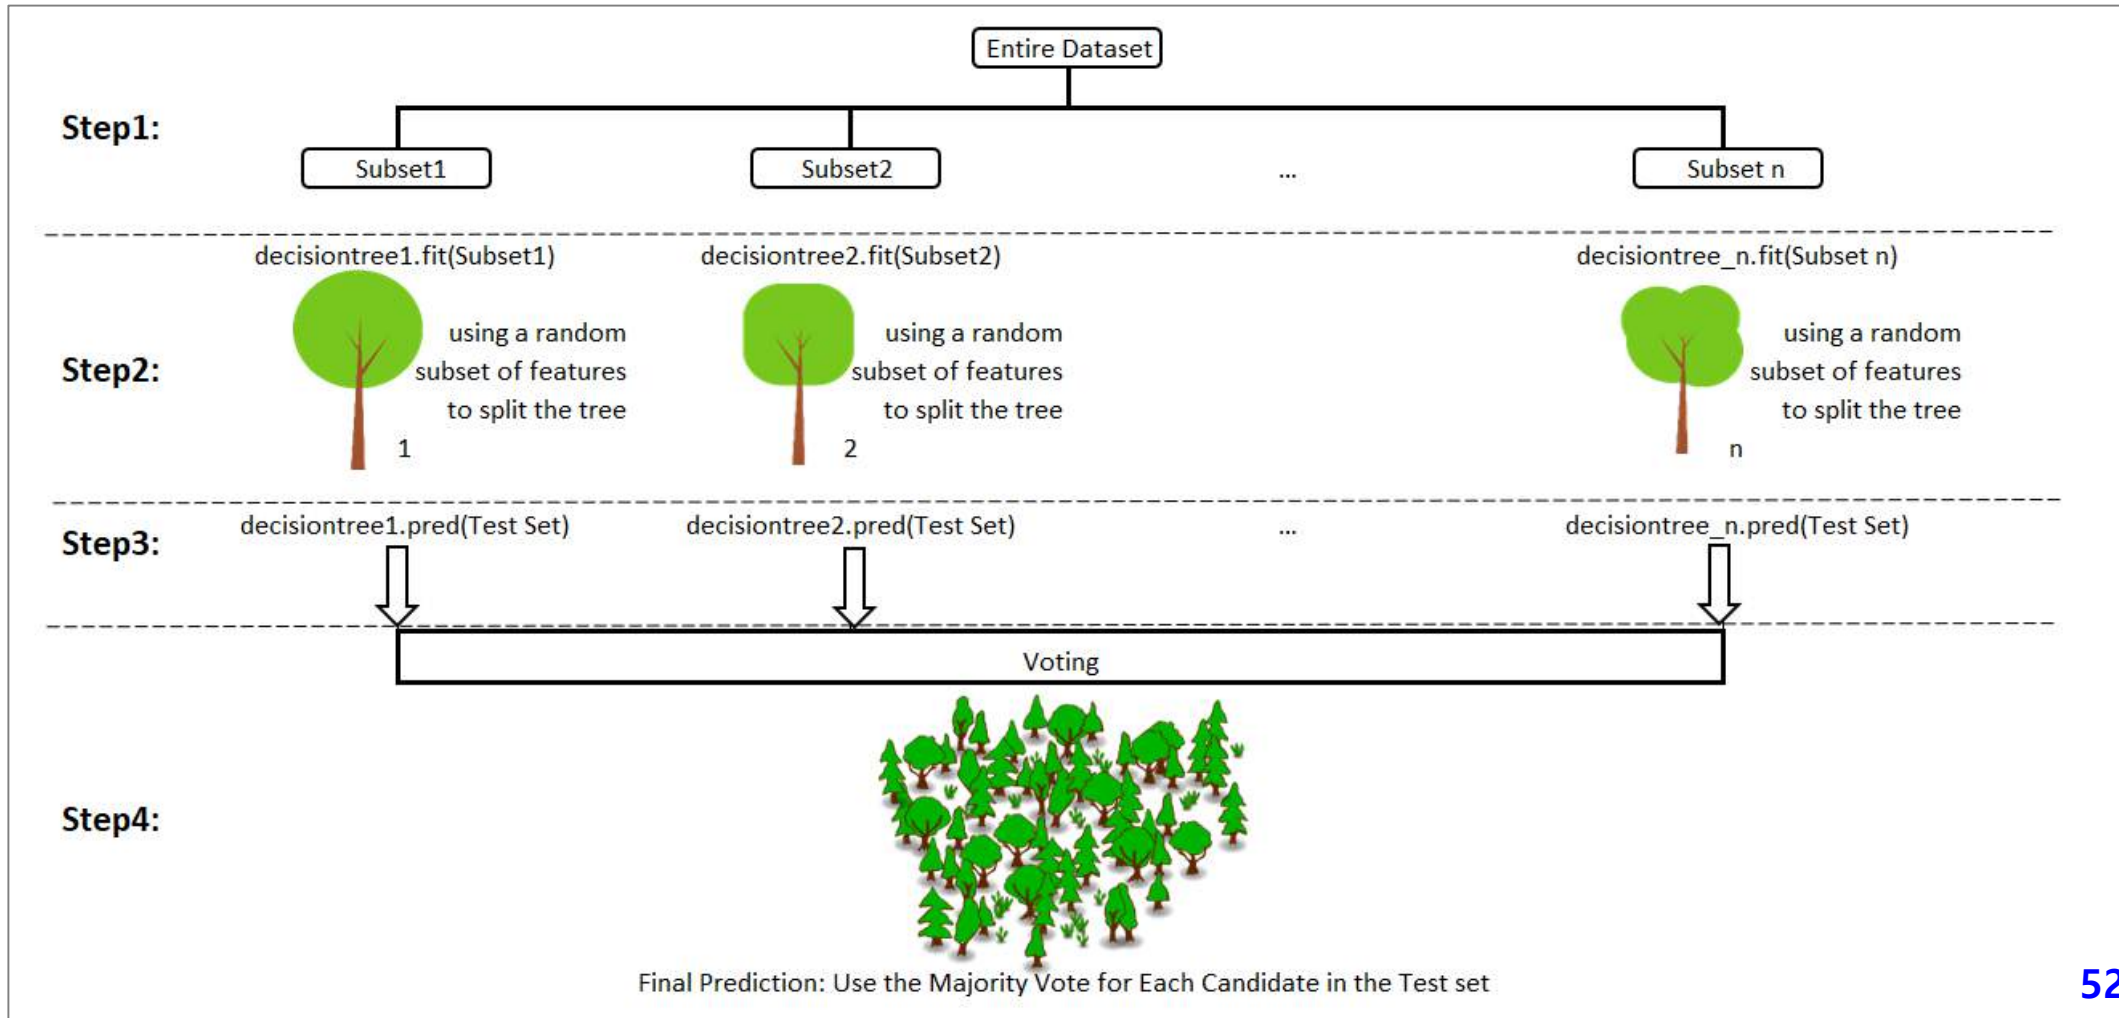 Entire Dataset
Step1:
Subset1
Subset2
...
Subset n
decisiontree1.fit(Subset1)
decisiontree2.fit(Subset2)
decisiontree_n.fit(Subset n)
Step2:
using a random
subset of features
to split the tree
1
using a random
subset of features
to split the tree
2
using a random
subset of features
to split the tree
n
Step3:
decisiontree1.pred(Test Set)
decisiontree2.pred(Test Set)
...
decisiontree_n.pred(Test Set)
Voting
Step4:
Final Prediction: Use the Majority Vote for Each Candidate in the Test set
52